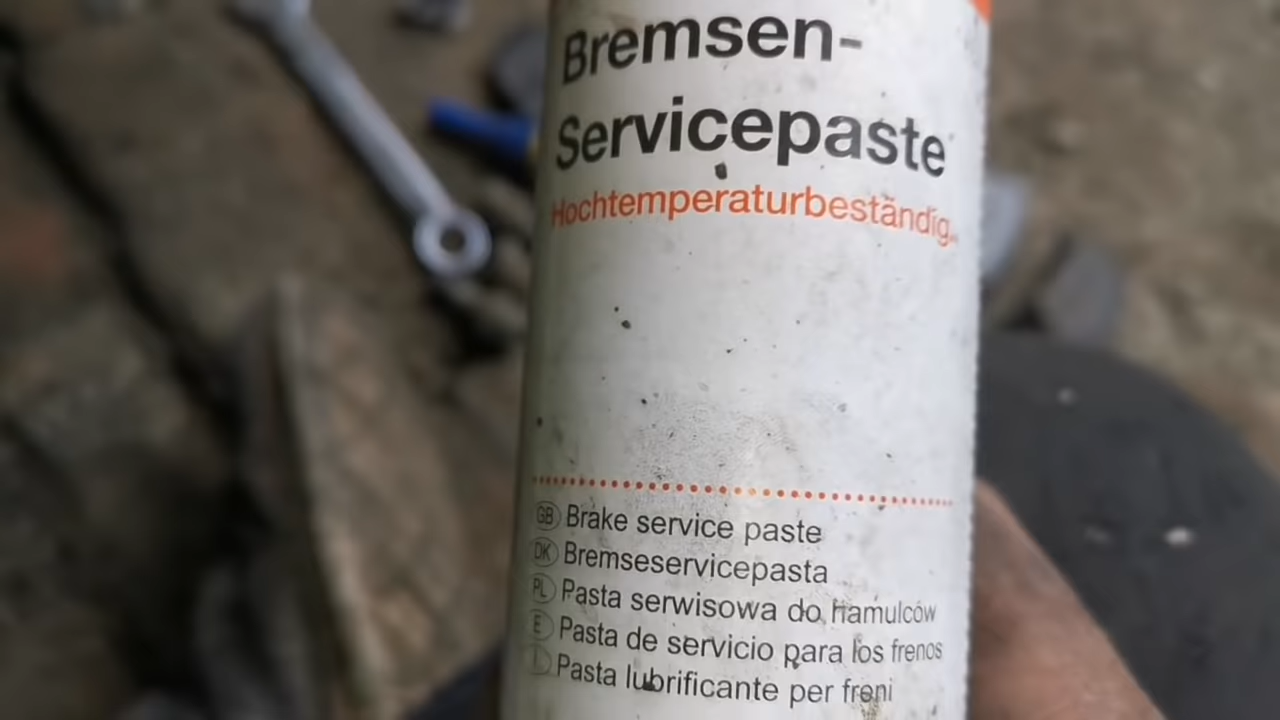 Bremsen-
Servicepaste
Hochtemperaturbeständig
GB Brake service paste
DK Bremseservicepasta
PL Pasta serwisowa do hamulców
E Pasta de servicio para los frenos
I Pasta lubrificante per freni